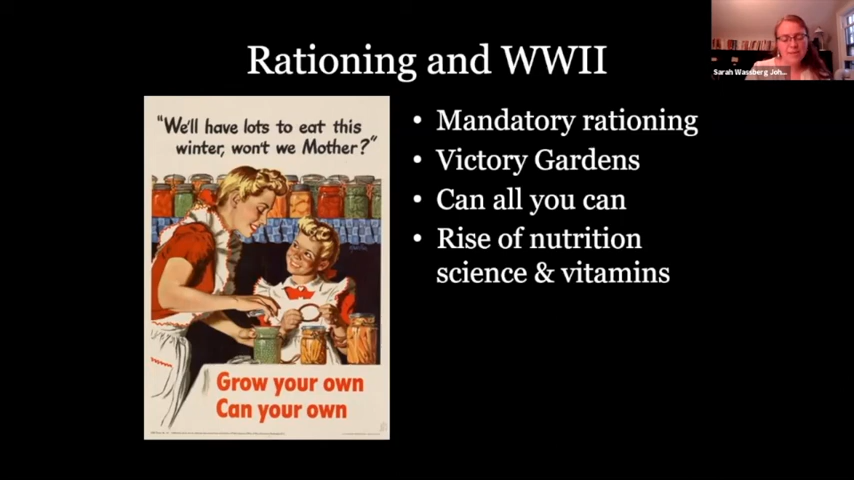 Rationing and WWII
Sarah Wassberg Joh...
"We'll have lots to eat this
winter, won't we Mother?"
Grow your own
Can your own
• Mandatory rationing
• Victory Gardens
• Can all you can
• Rise of nutrition
science & vitamins